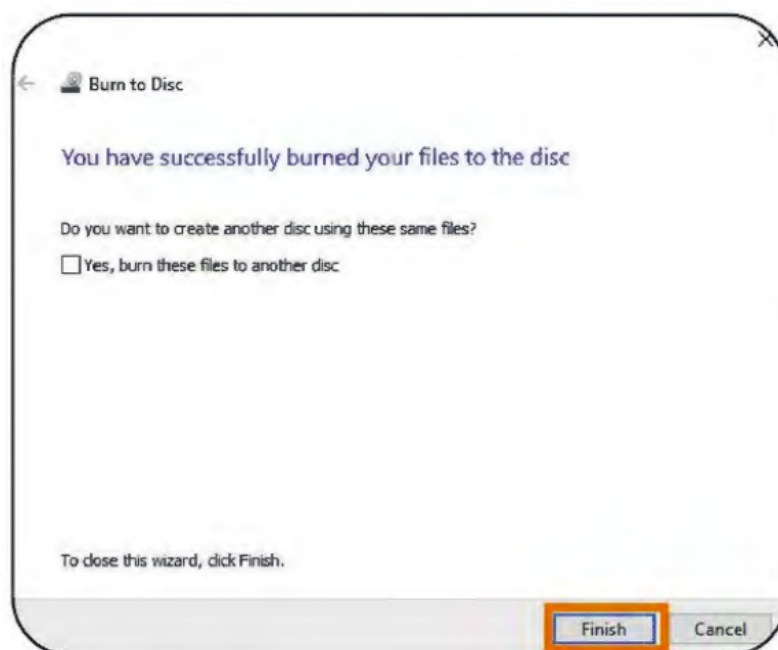 Burn to Disc
You have successfully burned your files to the disc
Do you want to create another disc using these same files?
Yes, burn these files to another disc
To close this wizard, click Finish.
Finish Cancel